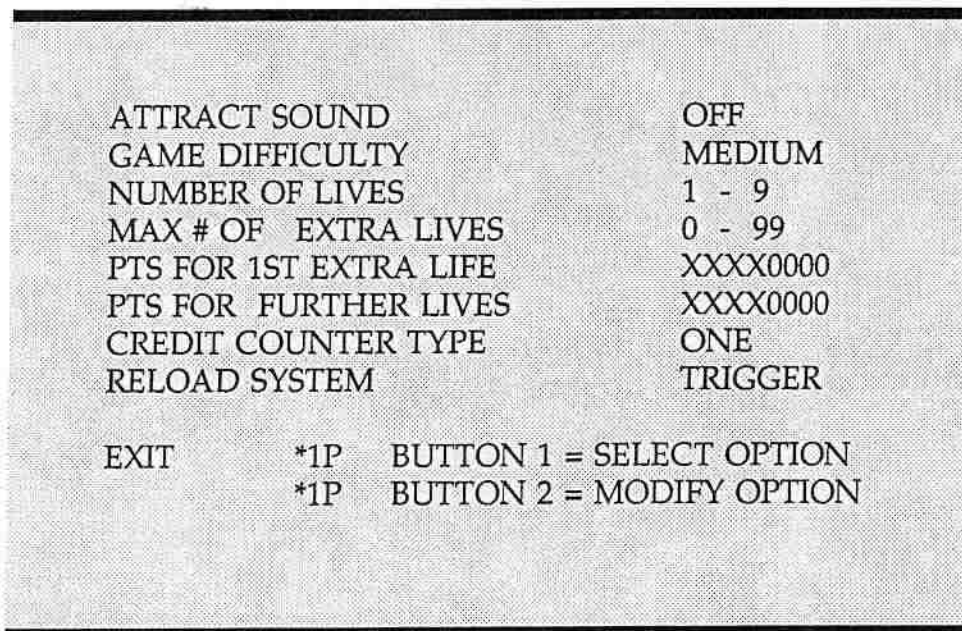 ATTRACT SOUND OFF
GAME DIFFICULTY MEDIUM
NUMBER OF LIVES 1 - 9
MAX # OF EXTRA LIVES 0 - 99
PTS FOR 1ST EXTRA LIFE XXXX0000
PTS FOR FURTHER LIVES XXXX0000
CREDIT COUNTER TYPE ONE
RELOAD SYSTEM TRIGGER
EXIT *1P BUTTON 1 = SELECT OPTION
*1P BUTTON 2 = MODIFY OPTION